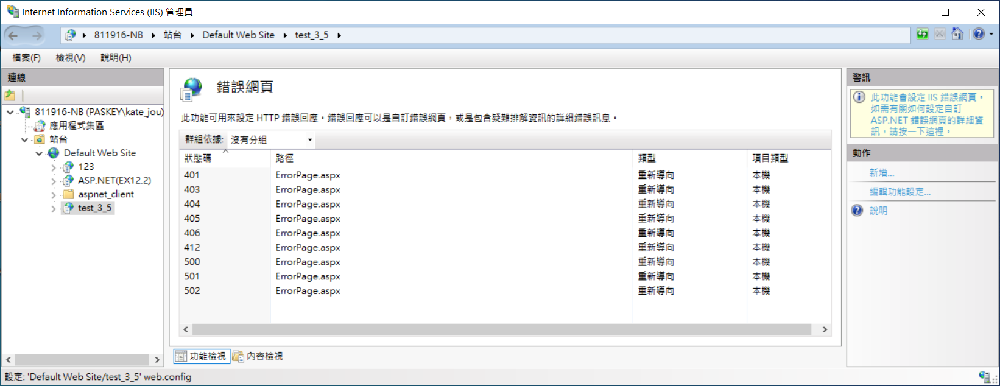 Internet Information Services (IIS) 管理員
811916-NB 站台 Default Web Site test_3_5
檔案(F) 檢視(V) 說明(H)
連線
811916-NB (PASKEY\kate_jou)
應用程式集區
站台
Default Web Site
123
ASP.NET(EX12.2)
aspnet_client
test_3_5
錯誤網頁
此功能可用來設定 HTTP 錯誤回應。錯誤回應可以是自訂錯誤網頁，或是包含疑難排解資訊的詳細錯誤訊息。
群組依據: 沒有分組
狀態碼 路徑 類型 項目類型
401 ErrorPage.aspx 重新導向 本機
403 ErrorPage.aspx 重新導向 本機
404 ErrorPage.aspx 重新導向 本機
405 ErrorPage.aspx 重新導向 本機
406 ErrorPage.aspx 重新導向 本機
412 ErrorPage.aspx 重新導向 本機
500 ErrorPage.aspx 重新導向 本機
501 ErrorPage.aspx 重新導向 本機
502 ErrorPage.aspx 重新導向 本機
功能檢視 內容檢視
警訊
此功能會設定 IIS 錯誤網頁。
如需有關如何設定自訂
ASP.NET 錯誤網頁的詳細資
訊，請按一下這裡。
動作
新增...
編輯功能設定...
說明
設定: 'Default Web Site/test_3_5' web.config